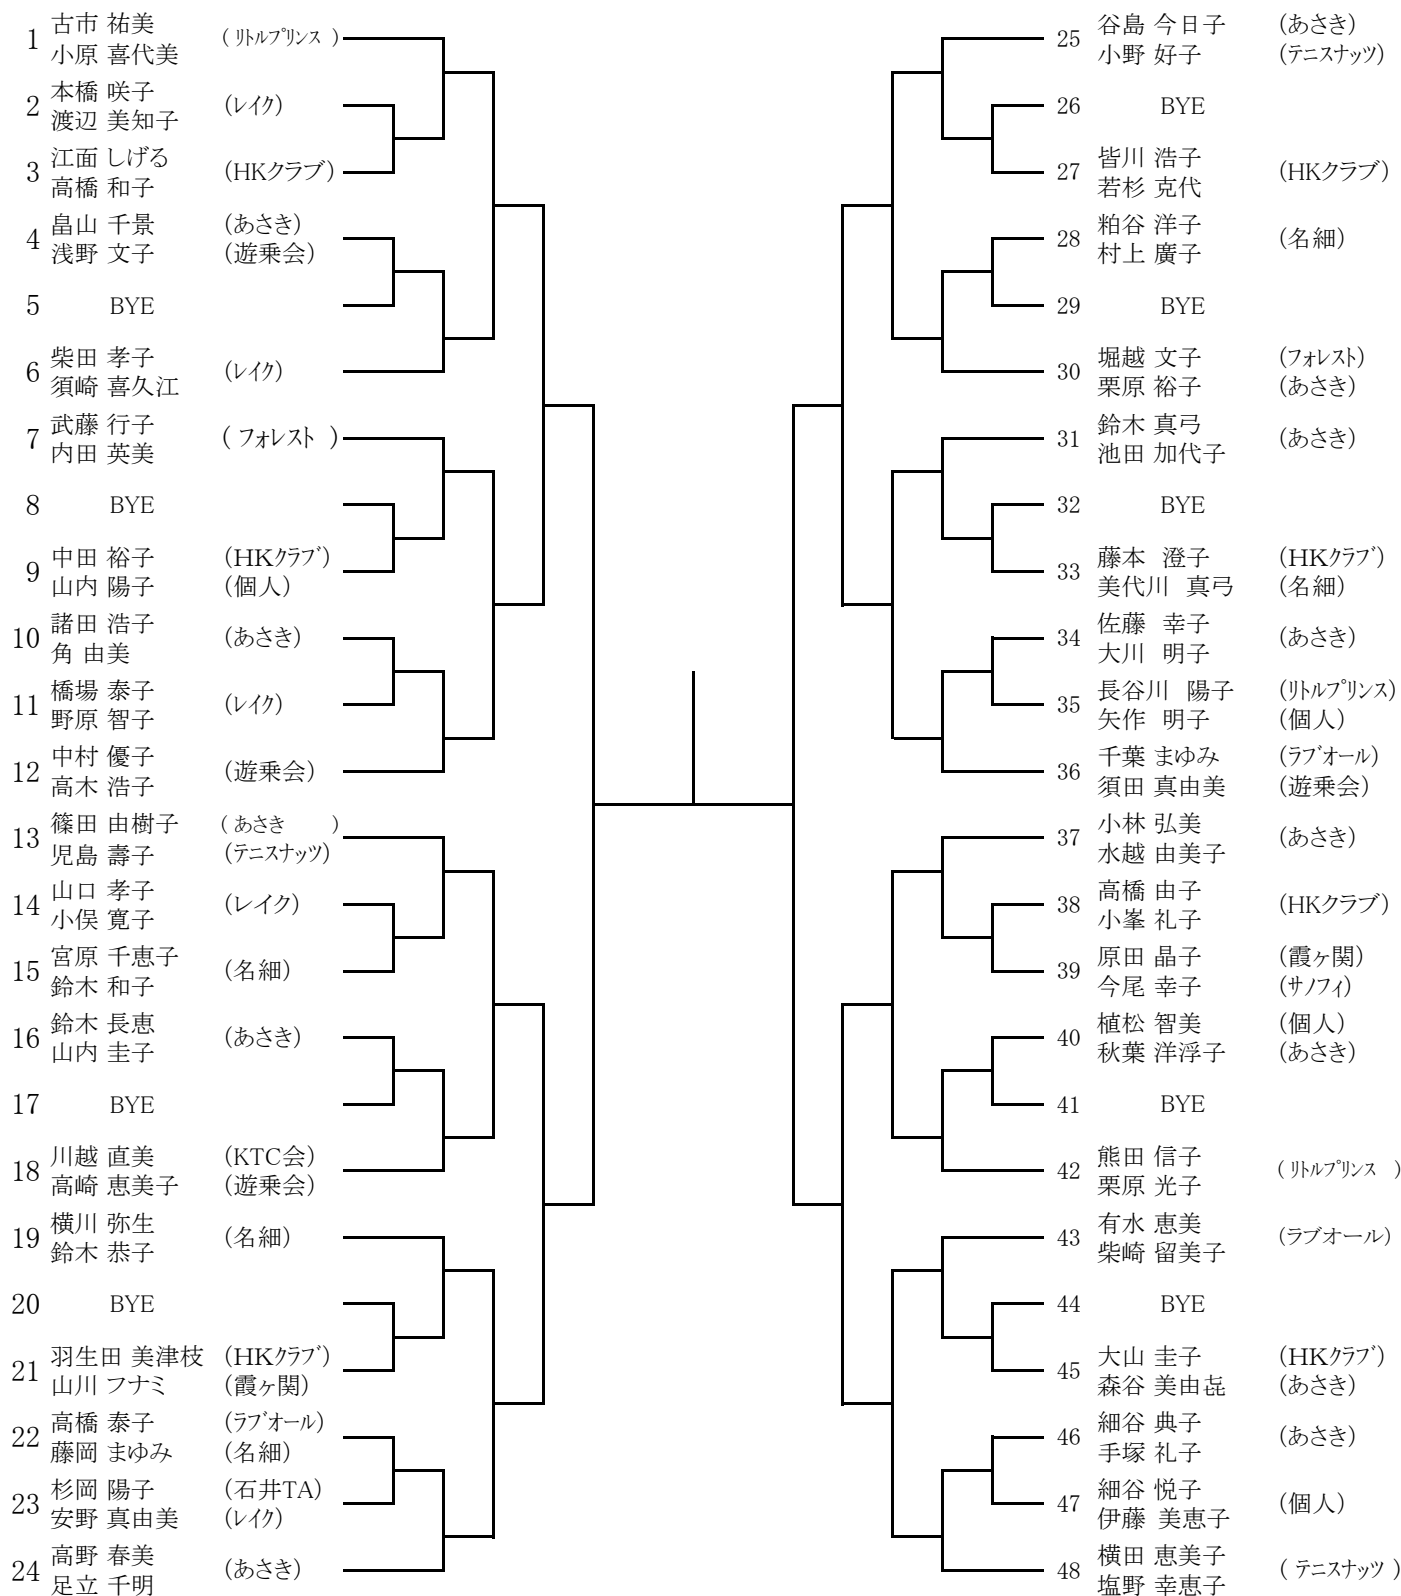 1 古市 祐美 (リトルプリンス)
小原 喜代美
2 本橋 咲子 (レイク)
渡辺 美知子
3 江面 しげる (HKクラブ)
高橋 和子
4 畠山 千景 (あさき)
浅野 文子 (遊乗会)
5 BYE
6 柴田 孝子 (レイク)
須崎 喜久江
7 武藤 行子 (フォレスト)
内田 英美
8 BYE
9 中田 裕子 (HKクラブ)
山内 陽子 (個人)
10 諸田 浩子 (あさき)
角 由美
11 橋場 泰子 (レイク)
野原 智子
12 中村 優子 (遊乗会)
高木 浩子
13 篠田 由樹子 (あさき)
児島 壽子 (テニスナッツ)
14 山口 孝子 (レイク)
小俣 寛子
15 宮原 千恵子 (名細)
鈴木 和子
16 鈴木 長恵 (あさき)
山内 圭子
17 BYE
18 川越 直美 (KTC会)
高崎 恵美子 (遊乗会)
19 横川 弥生 (名細)
鈴木 恭子
20 BYE
21 羽生田 美津枝 (HKクラブ)
山川 フナミ (霞ヶ関)
22 高橋 泰子 (ラブオール)
藤岡 まゆみ (名細)
23 杉岡 陽子 (石井TA)
安野 真由美 (レイク)
24 高野 春美 (あさき)
足立 千明
25 谷島 今日子 (あさき)
小野 好子 (テニスナッツ)
26 BYE
27 皆川 浩子 (HKクラブ)
若杉 克代
28 粕谷 洋子 (名細)
村上 廣子
29 BYE
30 堀越 文子 (フォレスト)
栗原 裕子 (あさき)
31 鈴木 真弓 (あさき)
池田 加代子
32 BYE
33 藤本 澄子 (HKクラブ)
美代川 真弓 (名細)
34 佐藤 幸子 (あさき)
大川 明子
35 長谷川 陽子 (リトルプリンス)
矢作 明子 (個人)
36 千葉 まゆみ (ラブオール)
須田 真由美 (遊乗会)
37 小林 弘美 (あさき)
水越 由美子
38 高橋 由子 (HKクラブ)
小峯 礼子
39 原田 晶子 (霞ヶ関)
今尾 幸子 (サノフィ)
40 植松 智美 (個人)
秋葉 洋浮子 (あさき)
41 BYE
42 熊田 信子 (リトルプリンス)
栗原 光子
43 有水 恵美 (ラブオール)
柴崎 留美子
44 BYE
45 大山 圭子 (HKクラブ)
森谷 美由㐂 (あさき)
46 細谷 典子 (あさき)
手塚 礼子
47 細谷 悦子 (個人)
伊藤 美恵子
48 横田 恵美子 (テニスナッツ)
塩野 幸恵子